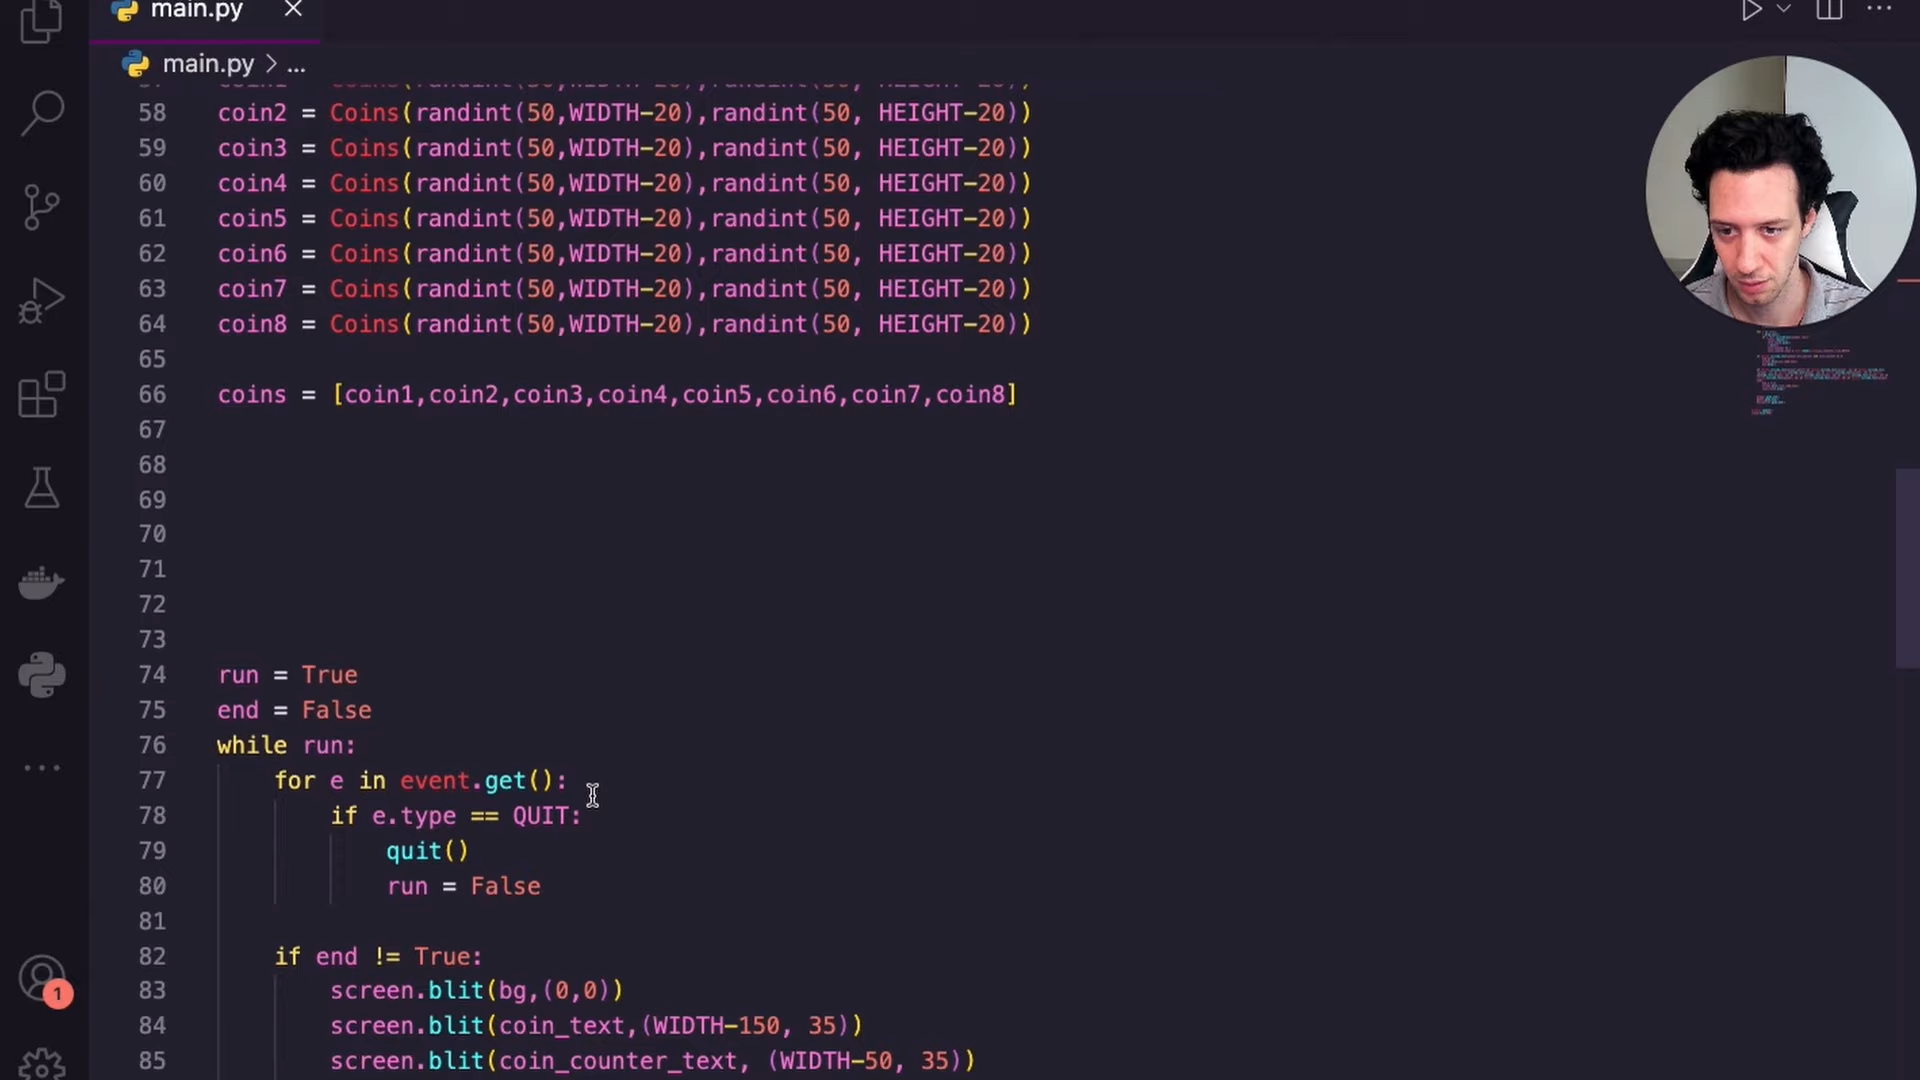 main.py
main.py > ...
58 coin2 = Coins(randint(50,WIDTH-20),randint(50, HEIGHT-20))
59 coin3 = Coins(randint(50,WIDTH-20),randint(50, HEIGHT-20))
60 coin4 = Coins(randint(50,WIDTH-20),randint(50, HEIGHT-20))
61 coin5 = Coins(randint(50,WIDTH-20),randint(50, HEIGHT-20))
62 coin6 = Coins(randint(50,WIDTH-20),randint(50, HEIGHT-20))
63 coin7 = Coins(randint(50,WIDTH-20),randint(50, HEIGHT-20))
64 coin8 = Coins(randint(50,WIDTH-20),randint(50, HEIGHT-20))
65
66 coins = [coin1,coin2,coin3,coin4,coin5,coin6,coin7,coin8]
67
68
69
70
71
72
73
74 run = True
75 end = False
76 while run:
77     for e in event.get():
78         if e.type == QUIT:
79             quit()
80             run = False
81
82     if end != True:
83         screen.blit(bg,(0,0))
84         screen.blit(coin_text,(WIDTH-150, 35))
85         screen.blit(coin_counter_text, (WIDTH-50, 35))
1